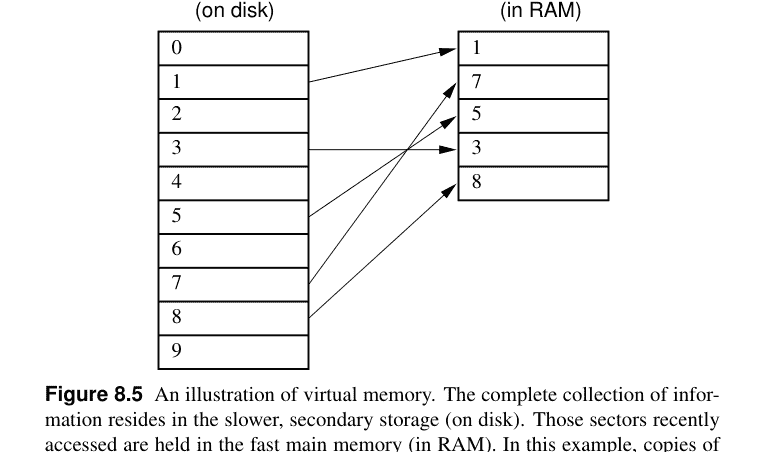 (on disk) (in RAM)
0 1
1 7
2 5
3 3
4 8
5
6
7
8
9
Figure 8.5 An illustration of virtual memory. The complete collection of infor-
mation resides in the slower, secondary storage (on disk). Those sectors recently
accessed are held in the fast main memory (in RAM). In this example, copies of